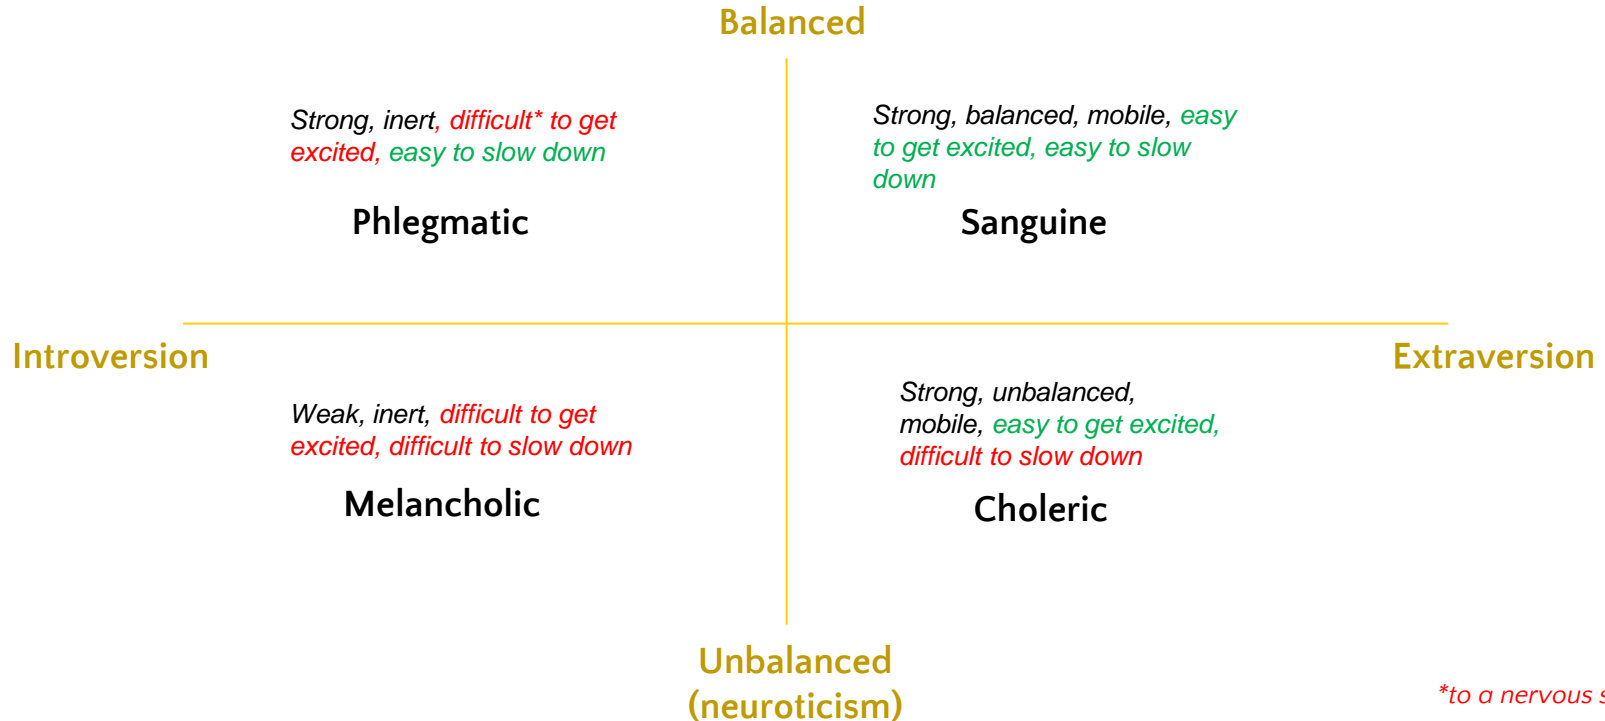 Balanced
Strong, inert, difficult* to get
excited, easy to slow down
Phlegmatic
Strong, balanced, mobile, easy
to get excited, easy to slow
down
Sanguine
Introversion
Extraversion
Weak, inert, difficult to get
excited, difficult to slow down
Melancholic
Strong, unbalanced,
mobile, easy to get excited,
difficult to slow down
Choleric
Unbalanced
(neuroticism)
*to a nervous